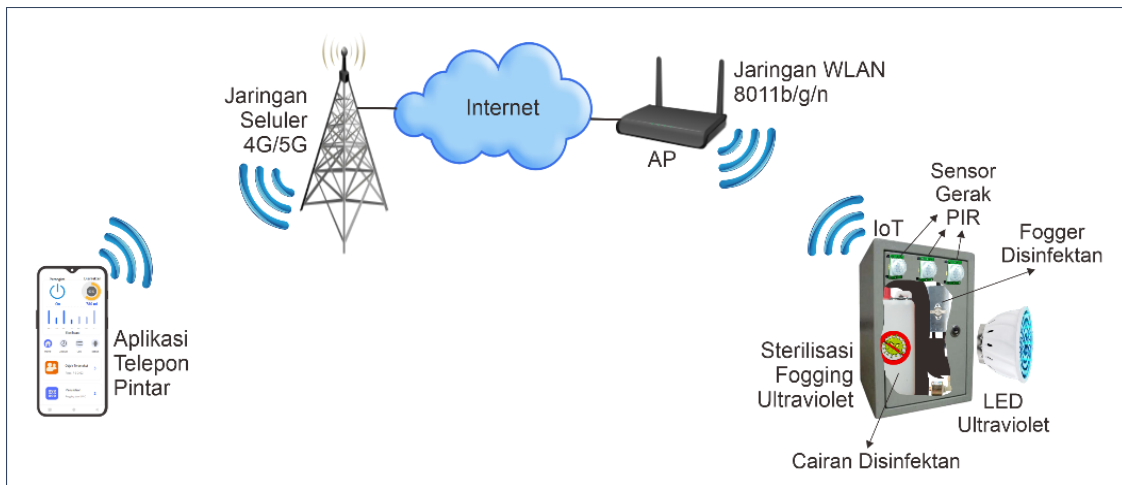 Jaringan
Seluler
4G/5G
Internet
Jaringan WLAN
8011b/g/n
AP
Sensor
Gerak
PIR
IoT
Fogger
Disinfektan
Aplikasi
Telepon
Pintar
Sterilisasi
Fogging
Ultraviolet
LED
Ultraviolet
Cairan Disinfektan